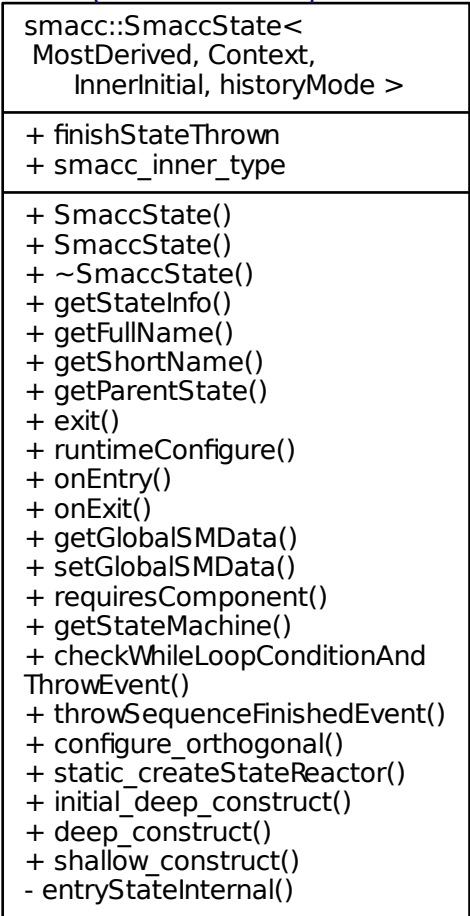 smacc::SmaccState<
MostDerived, Context,
InnerInitial, historyMode >
+ finishStateThrown
+ smacc_inner_type
+ SmaccState()
+ SmaccState()
+ ~SmaccState()
+ getStateInfo()
+ getFullName()
+ getShortName()
+ getParentState()
+ exit()
+ runtimeConfigure()
+ onEntry()
+ onExit()
+ getGlobalSMData()
+ setGlobalSMData()
+ requiresComponent()
+ getStateMachine()
+ checkWhileLoopConditionAnd
ThrowEvent()
+ throwSequenceFinishedEvent()
+ configure_orthogonal()
+ static_createStateReactor()
+ initial_deep_construct()
+ deep_construct()
+ shallow_construct()
- entryStateInternal()